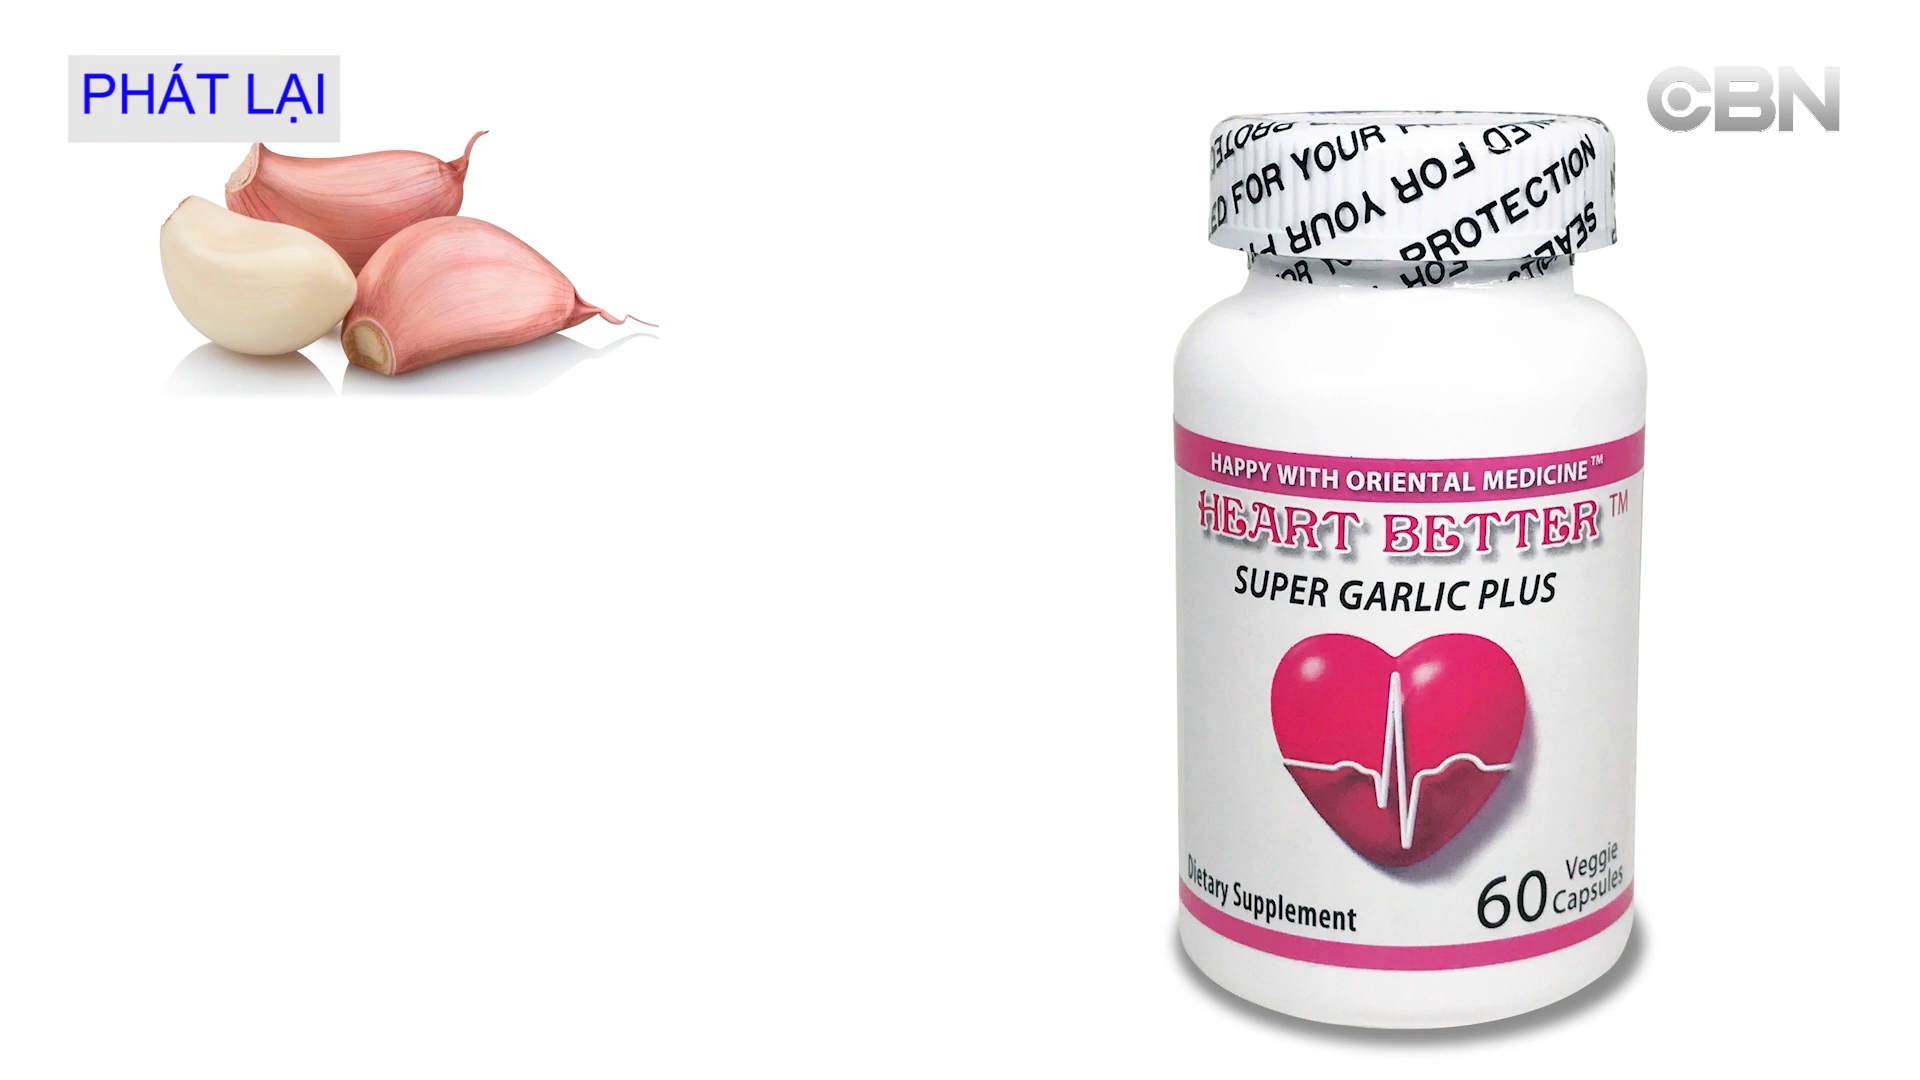 PHÁT LẠI
CBN
FOR YOUR
FOR YOUR
PROTECTION
HAPPY WITH ORIENTAL MEDICINE™
HEART BETTER™
SUPER GARLIC PLUS
Dietary Supplement
60 Veggie
Capsules